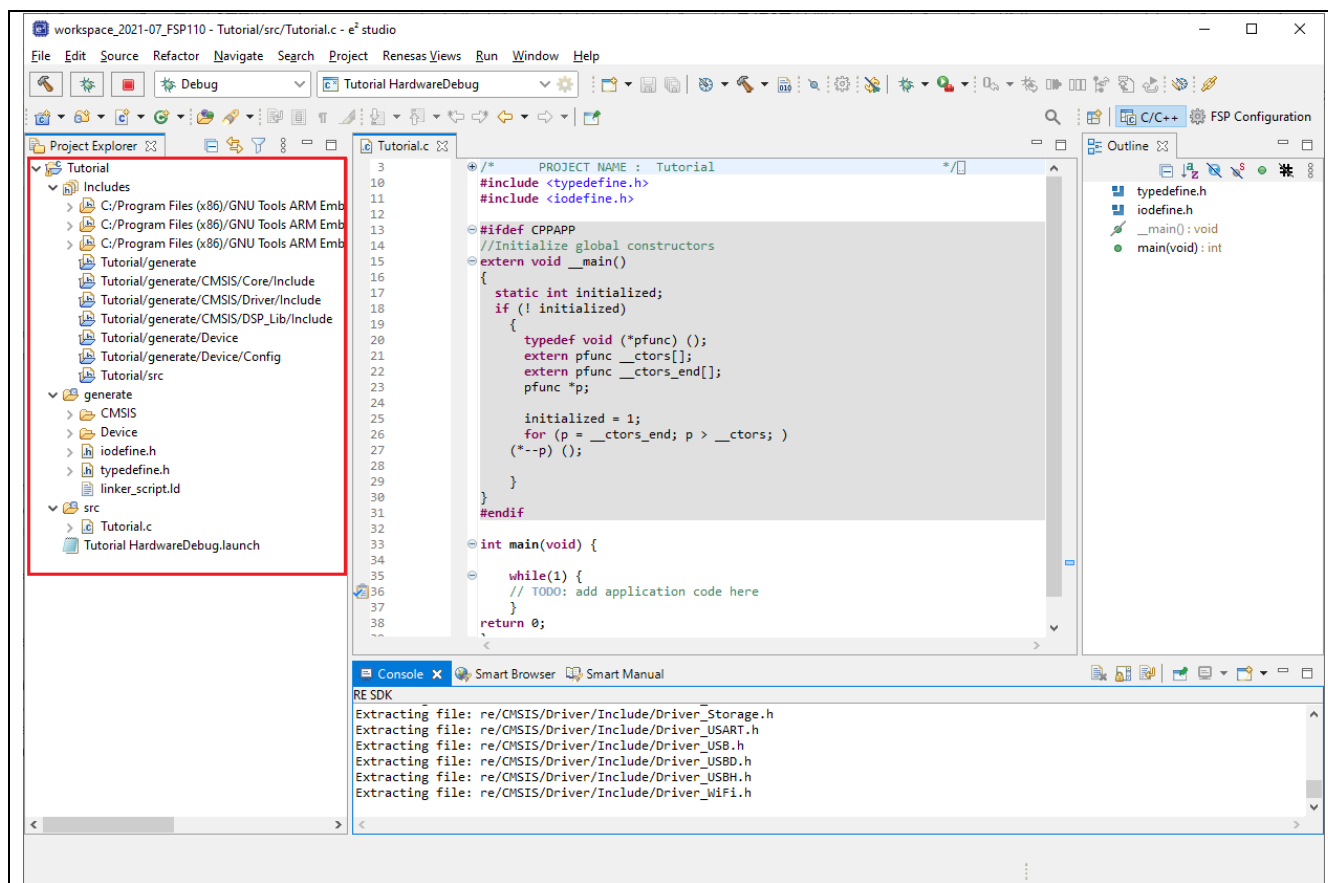 workspace_2021-07_FSP110 - Tutorial/src/Tutorial.c - e² studio
File Edit Source Refactor Navigate Search Project Renesas Views Run Window Help
Debug Tutorial HardwareDebug
C/C++ FSP Configuration
Project Explorer
Tutorial
Includes
C:/Program Files (x86)/GNU Tools ARM Emb
C:/Program Files (x86)/GNU Tools ARM Emb
C:/Program Files (x86)/GNU Tools ARM Emb
Tutorial/generate
Tutorial/generate/CMSIS/Core/Include
Tutorial/generate/CMSIS/Driver/Include
Tutorial/generate/CMSIS/DSP_Lib/Include
Tutorial/generate/Device
Tutorial/generate/Device/Config
Tutorial/src
generate
CMSIS
Device
iodefine.h
typedefine.h
linker_script.ld
src
Tutorial.c
Tutorial HardwareDebug.launch
Tutorial.c
3 /* PROJECT NAME : Tutorial */
10 #include <typedefine.h>
11 #include <iodefine.h>
12
13 #ifdef CPPAPP
14 //Initialize global constructors
15 extern void __main()
16 {
17 static int initialized;
18 if (! initialized)
19 {
20 typedef void (*pfunc) ();
21 extern pfunc __ctors[];
22 extern pfunc __ctors_end[];
23 pfunc *p;
24
25 initialized = 1;
26 for (p = __ctors_end; p > __ctors; )
27 (*--p) ();
28
29 }
30 }
31 #endif
32
33 int main(void) {
34
35 while(1) {
36 // TODO: add application code here
37 }
38 return 0;
Outline
typedefine.h
iodefine.h
__main() : void
main(void) : int
Console Smart Browser Smart Manual
RE SDK
Extracting file: re/CMSIS/Driver/Include/Driver_Storage.h
Extracting file: re/CMSIS/Driver/Include/Driver_USART.h
Extracting file: re/CMSIS/Driver/Include/Driver_USB.h
Extracting file: re/CMSIS/Driver/Include/Driver_USBD.h
Extracting file: re/CMSIS/Driver/Include/Driver_USBH.h
Extracting file: re/CMSIS/Driver/Include/Driver_WiFi.h